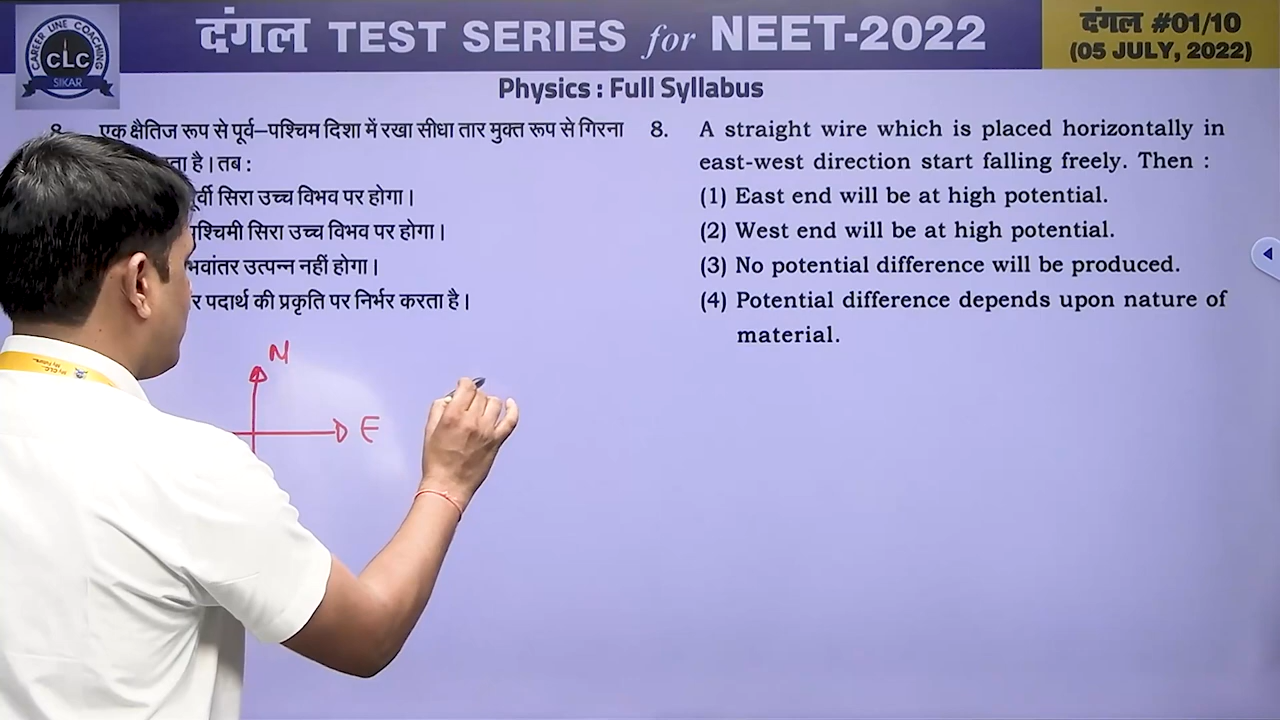 CAREER LINE COACHING
CLC
SIKAR
दंगल TEST SERIES for NEET-2022
दंगल #01/10
(05 JULY, 2022)
Physics : Full Syllabus
एक क्षैतिज रूप से पूर्व–पश्चिम दिशा में रखा सीधा तार मुक्त रूप से गिरना
है। तब :
सिरा उच्च विभव पर होगा।
सिरा उच्च विभव पर होगा।
उत्पन्न नहीं होगा।
पदार्थ की प्रकृति पर निर्भर करता है।
8. A straight wire which is placed horizontally in
east-west direction start falling freely. Then :
(1) East end will be at high potential.
(2) West end will be at high potential.
(3) No potential difference will be produced.
(4) Potential difference depends upon nature of
material.
N
E